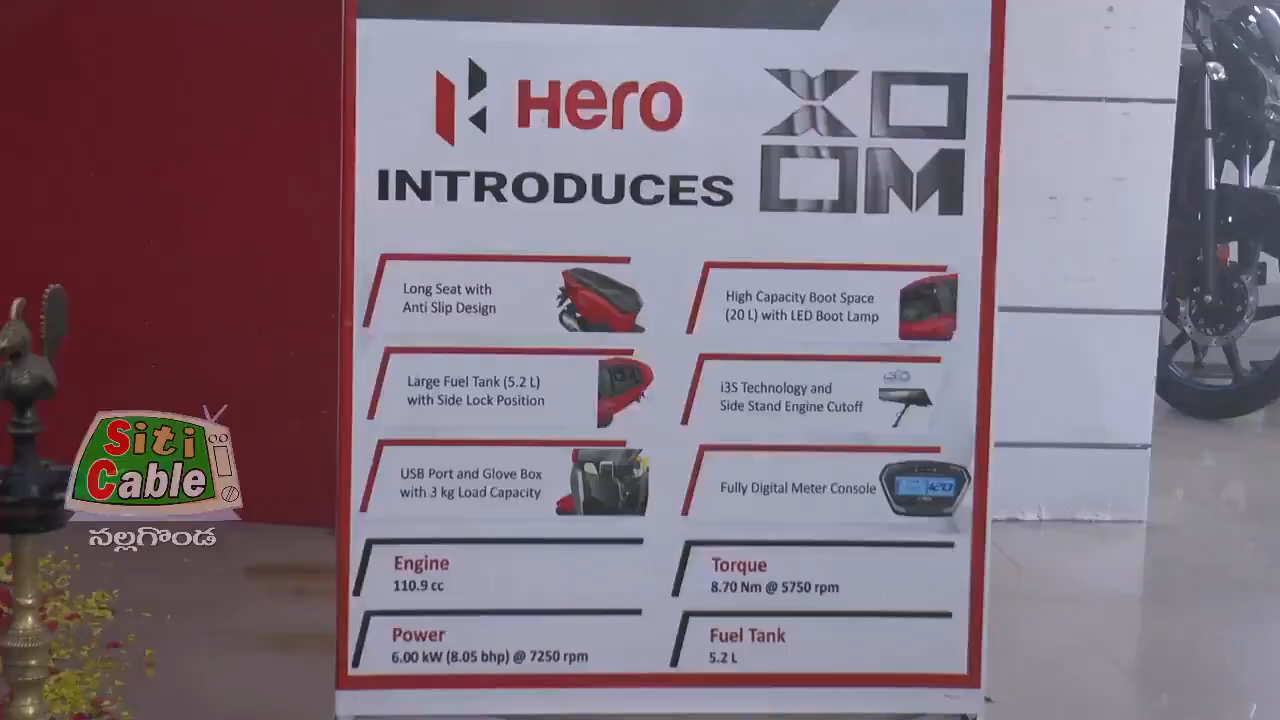 Hero
INTRODUCES
XOOM
Long Seat with
Anti Slip Design
High Capacity Boot Space
(20 L) with LED Boot Lamp
Large Fuel Tank (5.2 L)
with Side Lock Position
i3S Technology and
Side Stand Engine Cutoff
i3S
USB Port and Glove Box
with 3 kg Load Capacity
Fully Digital Meter Console
120
Engine
110.9 cc
Torque
8.70 Nm @ 5750 rpm
Power
6.00 kW (8.05 bhp) @ 7250 rpm
Fuel Tank
5.2 L
Siti
Cable
నల్లగొండ